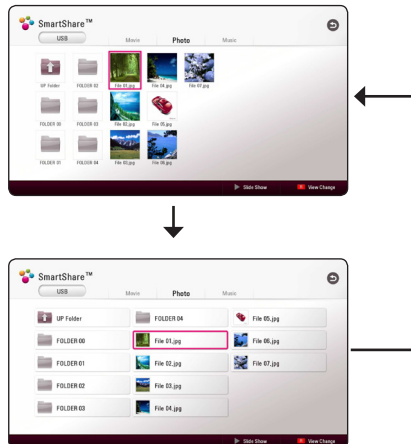 SmartShare™
USB
Movie Photo Music
UP Folder FOLDER 02 File 01.jpg File 04.jpg File 07.jpg
FOLDER 00 FOLDER 03 File 02.jpg File 05.jpg
FOLDER 01 FOLDER 04 File 03.jpg File 06.jpg
Slide Show View Change
SmartShare™
USB
Movie Photo Music
UP Folder FOLDER 04 File 05.jpg
FOLDER 00 File 01.jpg File 06.jpg
FOLDER 01 File 02.jpg File 07.jpg
FOLDER 02 File 03.jpg
FOLDER 03 File 04.jpg
Slide Show View Change